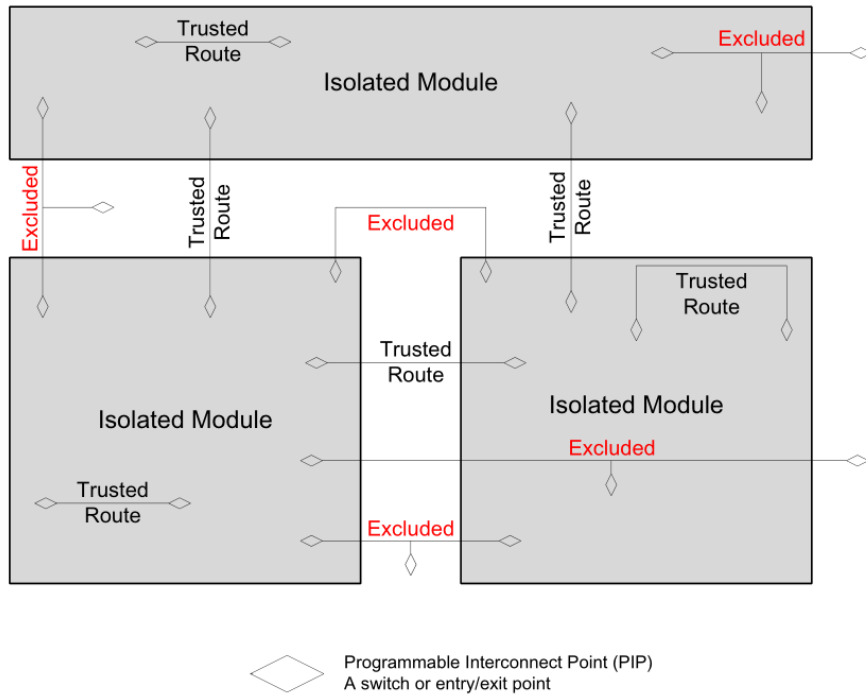 Trusted
Route
Excluded
Isolated Module
Excluded
Trusted
Route
Excluded
Trusted
Route
Trusted
Route
Trusted
Route
Isolated Module
Isolated Module
Excluded
Trusted
Route
Excluded
Programmable Interconnect Point (PIP)
A switch or entry/exit point